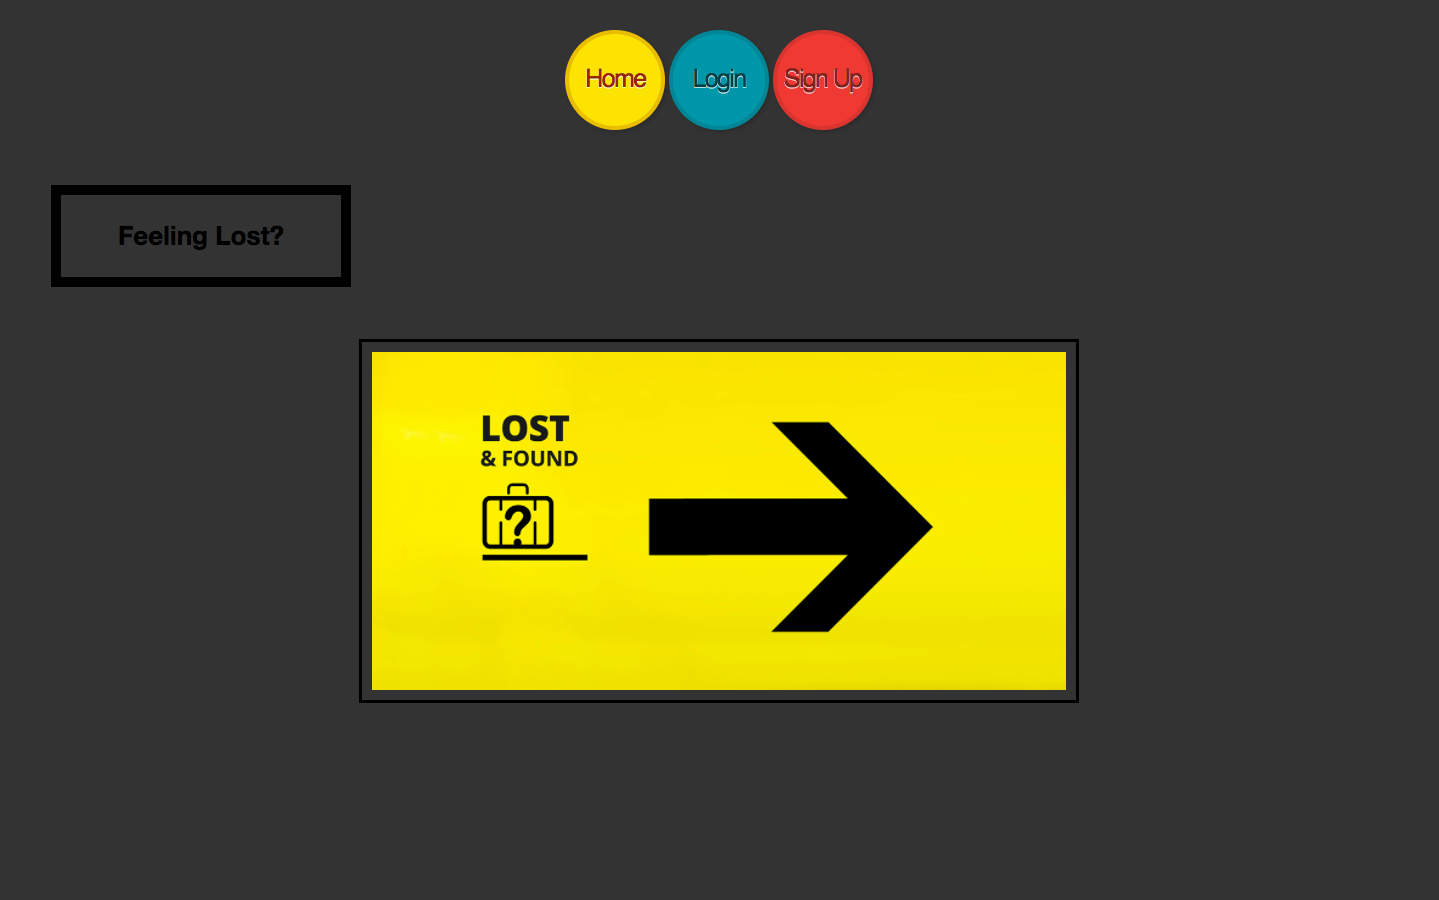 Home
Login
Sign Up
Feeling Lost?
LOST
& FOUND
?